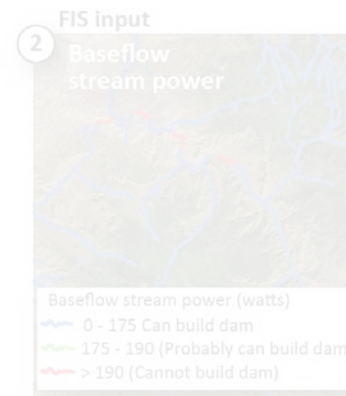 FIS input
2
Baseflow
stream power
Baseflow stream power (watts)
0 - 175 Can build dam
175 - 190 (Probably can build dam
> 190 (Cannot build dam)